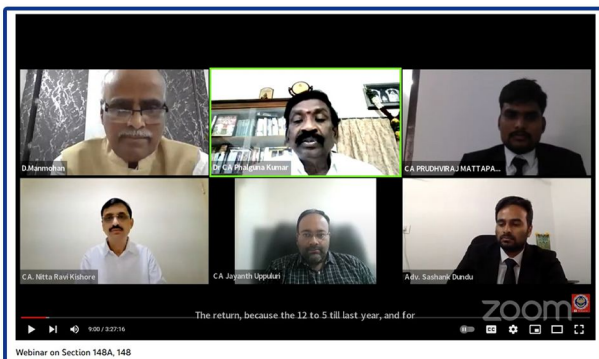 D.Manmohan
Dr CA Phalguna Kumar
CA PRUDHVIRAJ MATTAPA...
CA. Nitta Ravi Kishore
CA Jayanth Uppuluri
Adv. Sashank Dundu
zoom
The return, because the 12 to 5 till last year, and for
9:00 / 3:27:16
CC
Webinar on Section 148A, 148